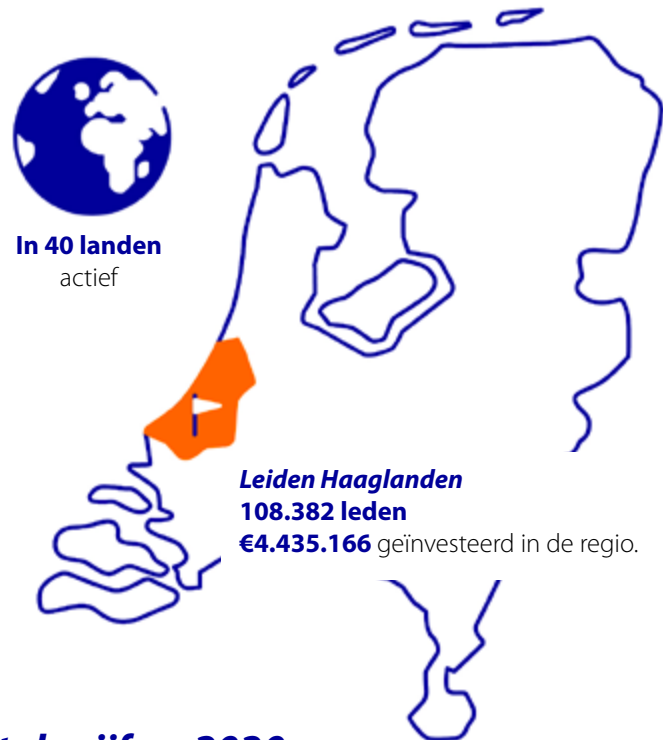 In 40 landen
actief
Leiden Haaglanden
108.382 leden
€4.435.166 geïnvesteerd in de regio.